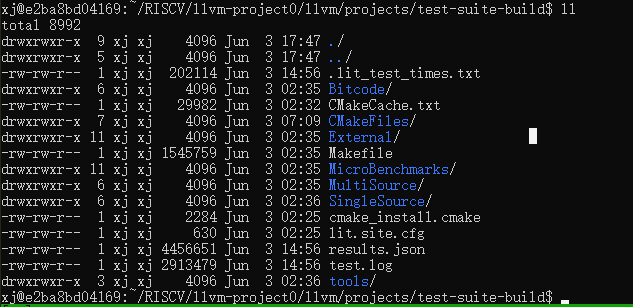 xj@e2ba8bd04169:~/RISCV/llvm-project0/llvm/projects/test-suite-build$ ll
total 8992
drwxrwxr-x  9 xj xj    4096 Jun  3 17:47 ./
drwxrwxr-x  5 xj xj    4096 Jun  3 17:47 ../
-rw-rw-r--  1 xj xj  202114 Jun  3 14:56 .lit_test_times.txt
drwxrwxr-x  6 xj xj    4096 Jun  3 02:35 Bitcode/
-rw-rw-r--  1 xj xj   29982 Jun  3 02:32 CMakeCache.txt
drwxrwxr-x  7 xj xj    4096 Jun  3 07:09 CMakeFiles/
drwxrwxr-x 11 xj xj    4096 Jun  3 02:35 External/
-rw-rw-r--  1 xj xj 1545759 Jun  3 02:35 Makefile
drwxrwxr-x 11 xj xj    4096 Jun  3 02:35 MicroBenchmarks/
drwxrwxr-x  6 xj xj    4096 Jun  3 02:35 MultiSource/
drwxrwxr-x  6 xj xj    4096 Jun  3 02:35 SingleSource/
-rw-rw-r--  1 xj xj    2284 Jun  3 02:25 cmake_install.cmake
-rw-rw-r--  1 xj xj     630 Jun  3 02:25 lit.site.cfg
-rw-rw-r--  1 xj xj 4456651 Jun  3 14:56 results.json
-rw-rw-r--  1 xj xj 2913479 Jun  3 14:56 test.log
drwxrwxr-x  3 xj xj    4096 Jun  3 02:35 tools/
xj@e2ba8bd04169:~/RISCV/llvm-project0/llvm/projects/test-suite-build$